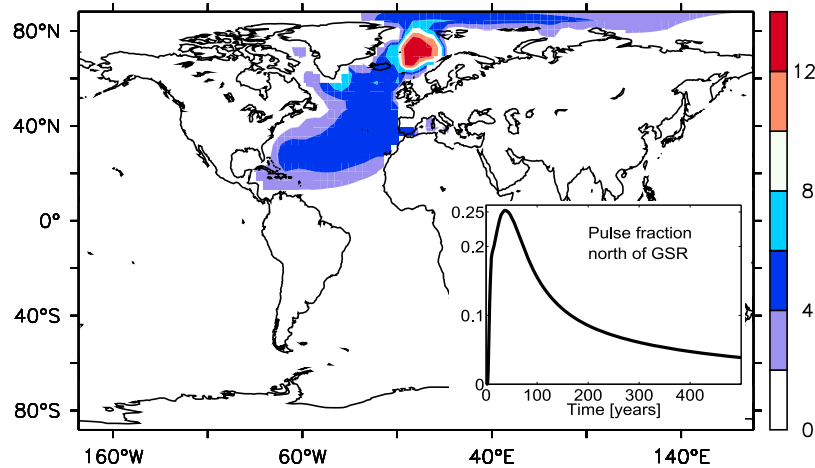 80°N
40°N
0°
40°S
80°S
160°W
60°W
40°E
140°E
12
8
4
0
Pulse fraction
north of GSR
0.25
0.2
0.1
0
0
100
200
300
400
Time [years]